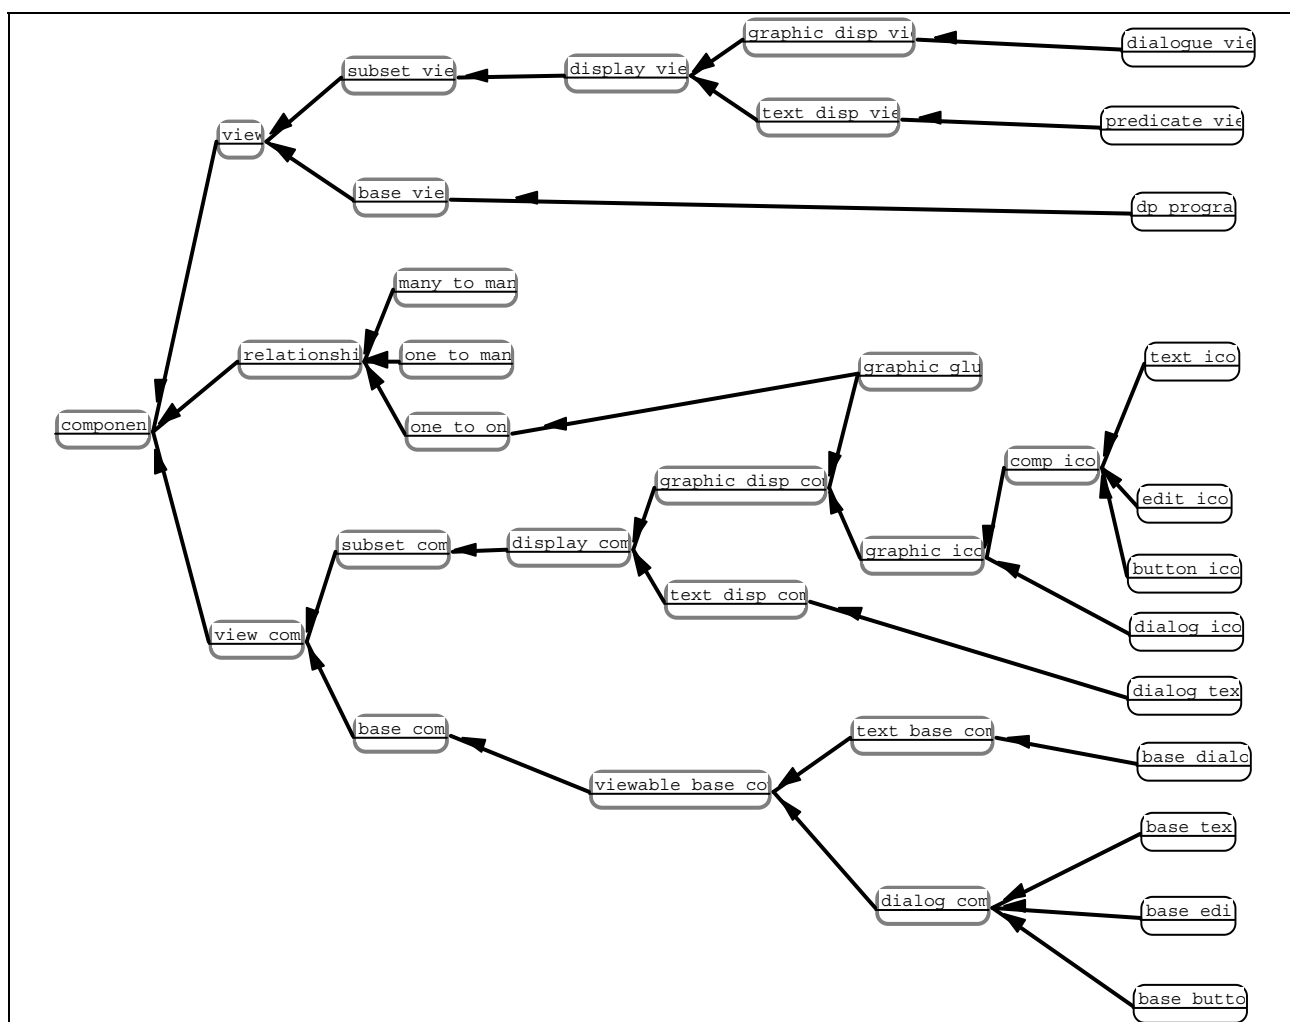 graphic disp vi
dialogue vie
subset vie
display vie
text disp vie
predicate vie
view
base vie
dp progra
many to man
relationshi
one to man
text ico
graphic glu
componen
one to on
comp ico
graphic disp co
edit ico
subset com
display com
graphic ico
button ico
text disp com
dialog ico
view com
dialog tex
base com
text base com
base dialo
viewable base co
base tex
dialog com
base edi
base butto